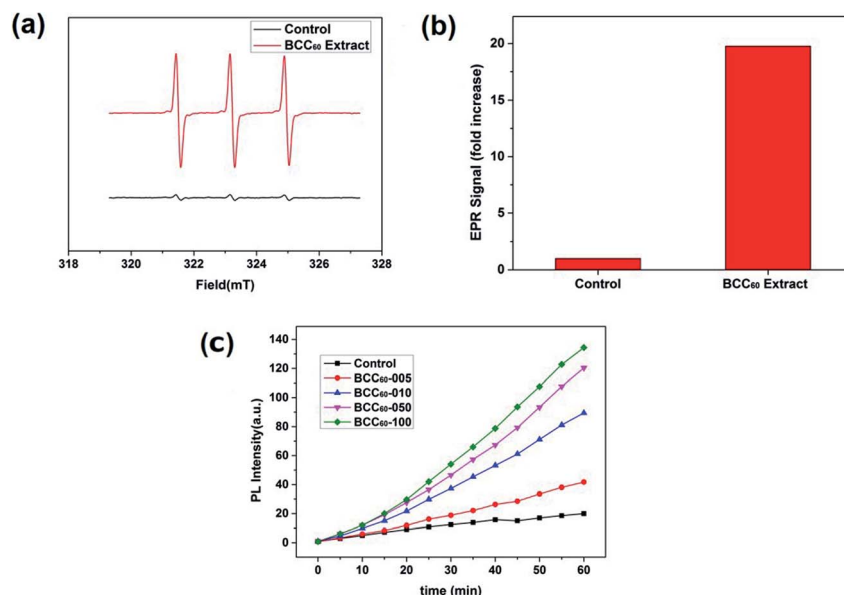 (a)
Control
BCC₆₀ Extract
318 320 322 324 326 328
Field(mT)
(b)
EPR Signal (fold increase)
20
15
10
5
0
Control BCC₆₀ Extract
(c)
PL Intensity(a.u.)
140
120
100
80
60
40
20
0
Control
BCC₆₀-005
BCC₆₀-010
BCC₆₀-050
BCC₆₀-100
0 10 20 30 40 50 60
time (min)